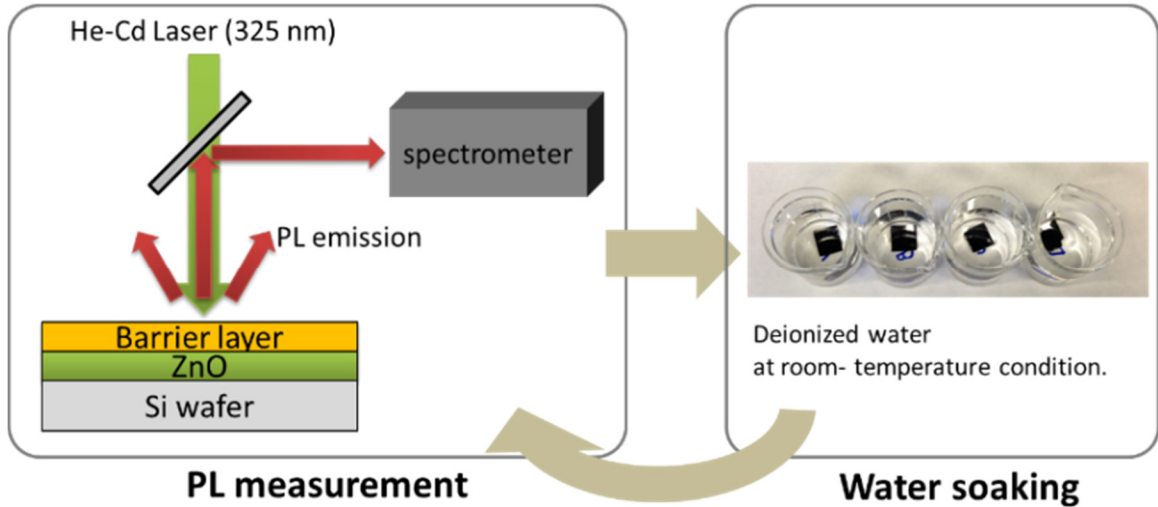 He-Cd Laser (325 nm)
spectrometer
PL emission
Barrier layer
ZnO
Si wafer
PL measurement
Deionized water
at room- temperature condition.
Water soaking